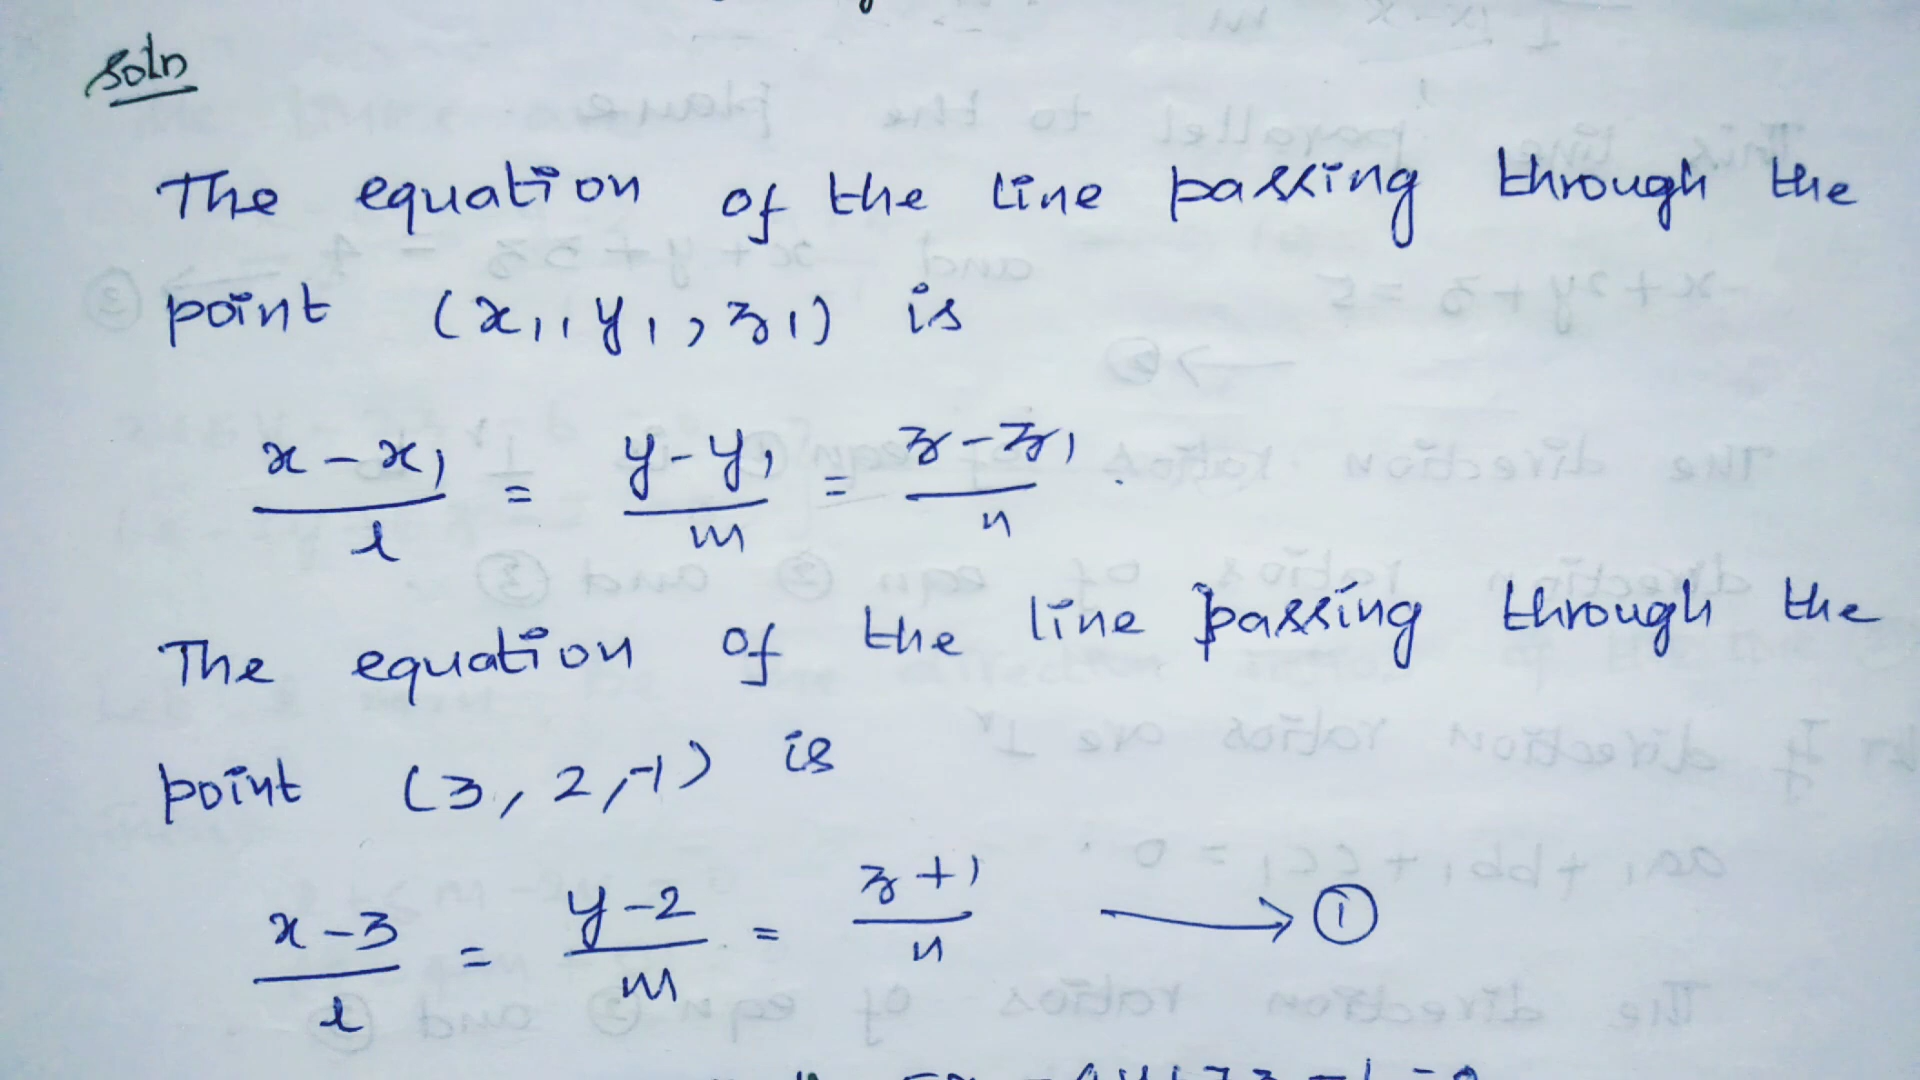 Soln
The equation of the line passing through the
point (x₁, y₁, z₁) is
x - x₁ / l = y - y₁ / m = z - z₁ / n .
The equation of the line passing through the
point (3, 2, -1) is
x - 3 / l = y - 2 / m = z + 1 / n ⟶ ①